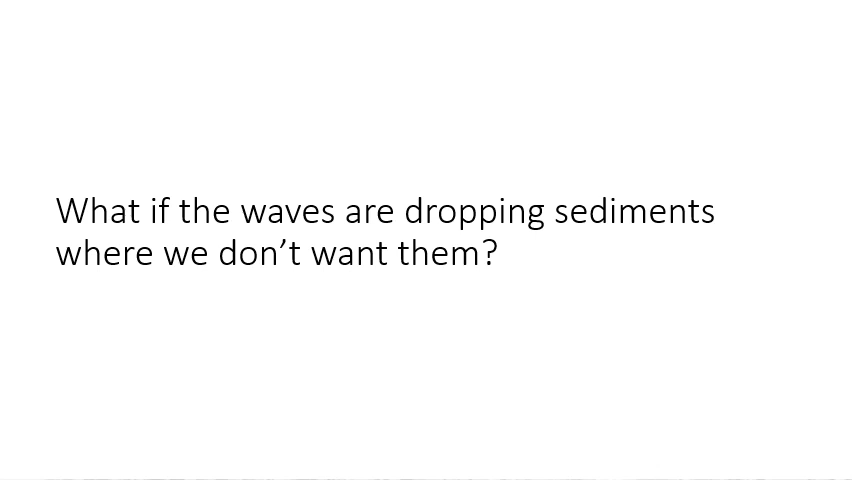 What if the waves are dropping sediments
where we don’t want them?